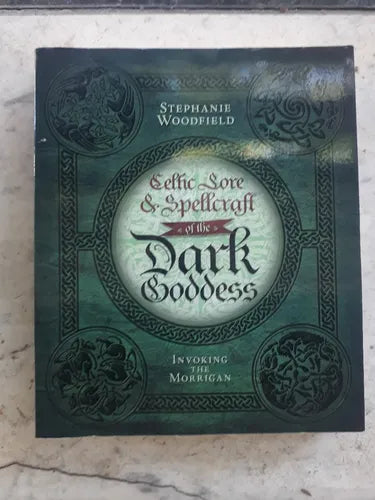 STEPHANIE
WOODFIELD
Celtic Lore
& Spellcraft
of the
Dark
Goddess
INVOKING
THE
MORRIGAN